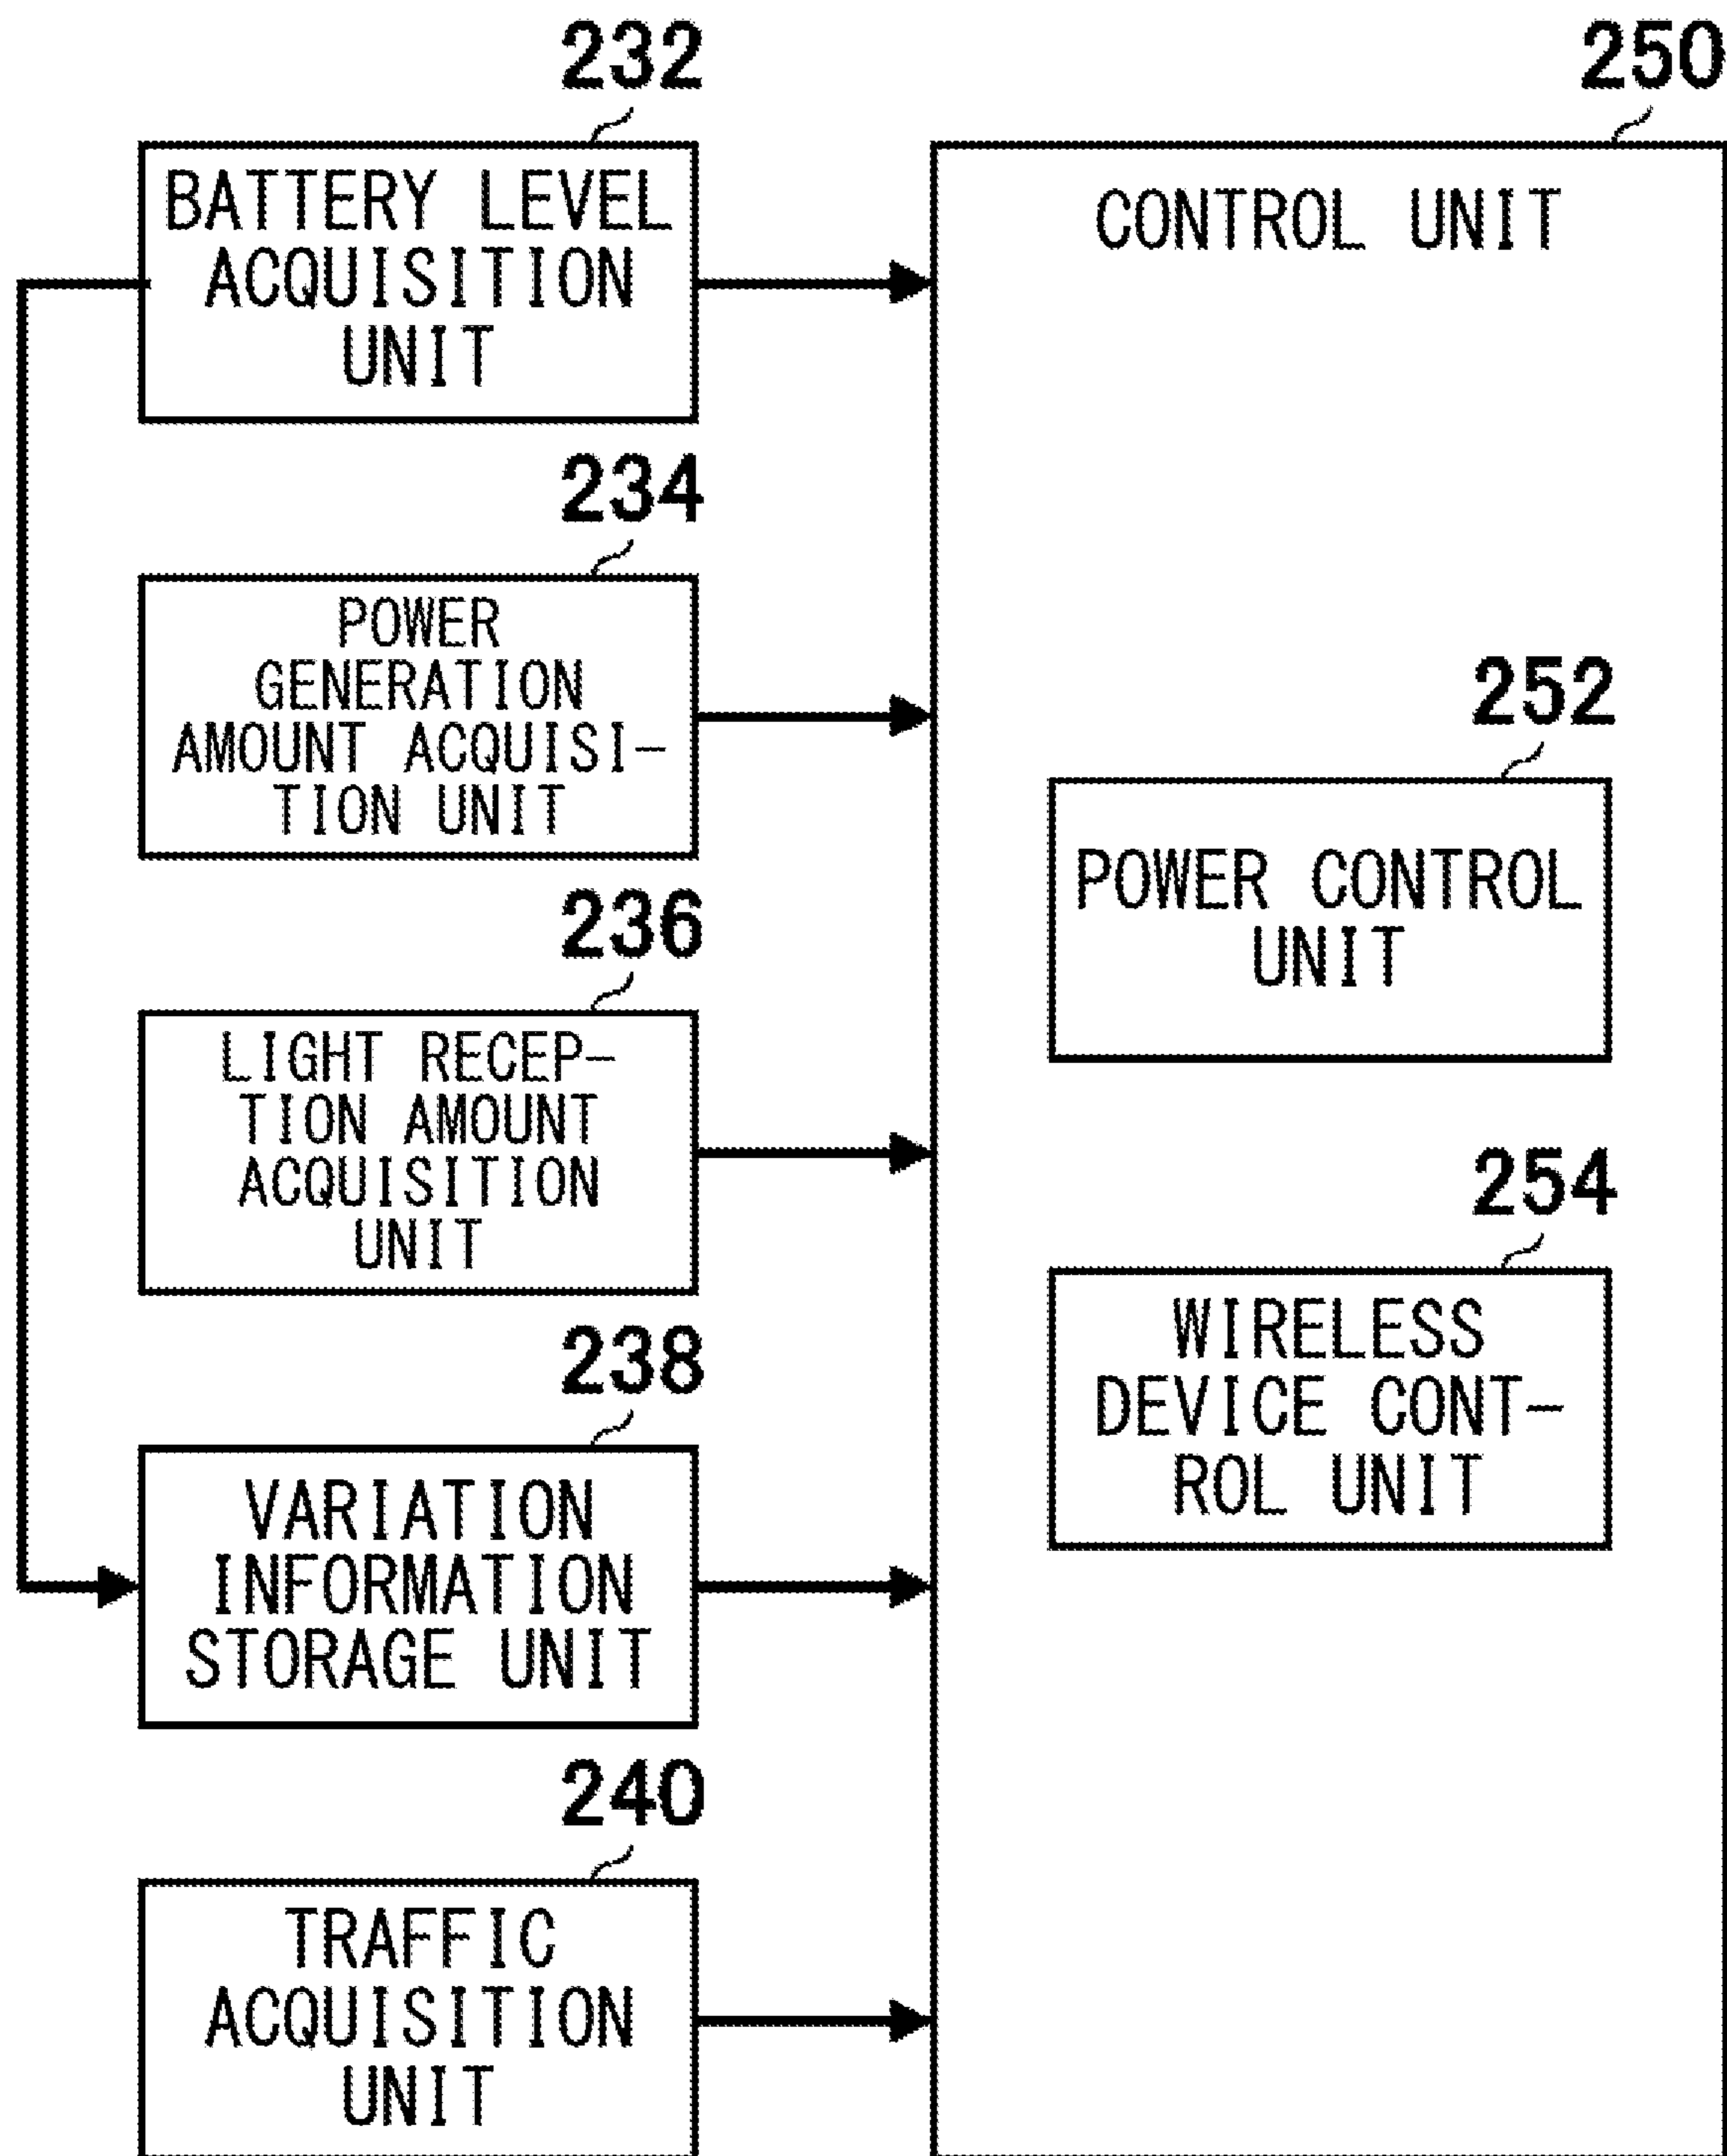 232
BATTERY LEVEL
ACQUISITION
UNIT
234
POWER
GENERATION
AMOUNT ACQUISI-
TION UNIT
236
LIGHT RECEP-
TION AMOUNT
ACQUISITION
UNIT
238
VARIATION
INFORMATION
STORAGE UNIT
240
TRAFFIC
ACQUISITION
UNIT
250
CONTROL UNIT
252
POWER CONTROL
UNIT
254
WIRELESS
DEVICE CONT-
ROL UNIT